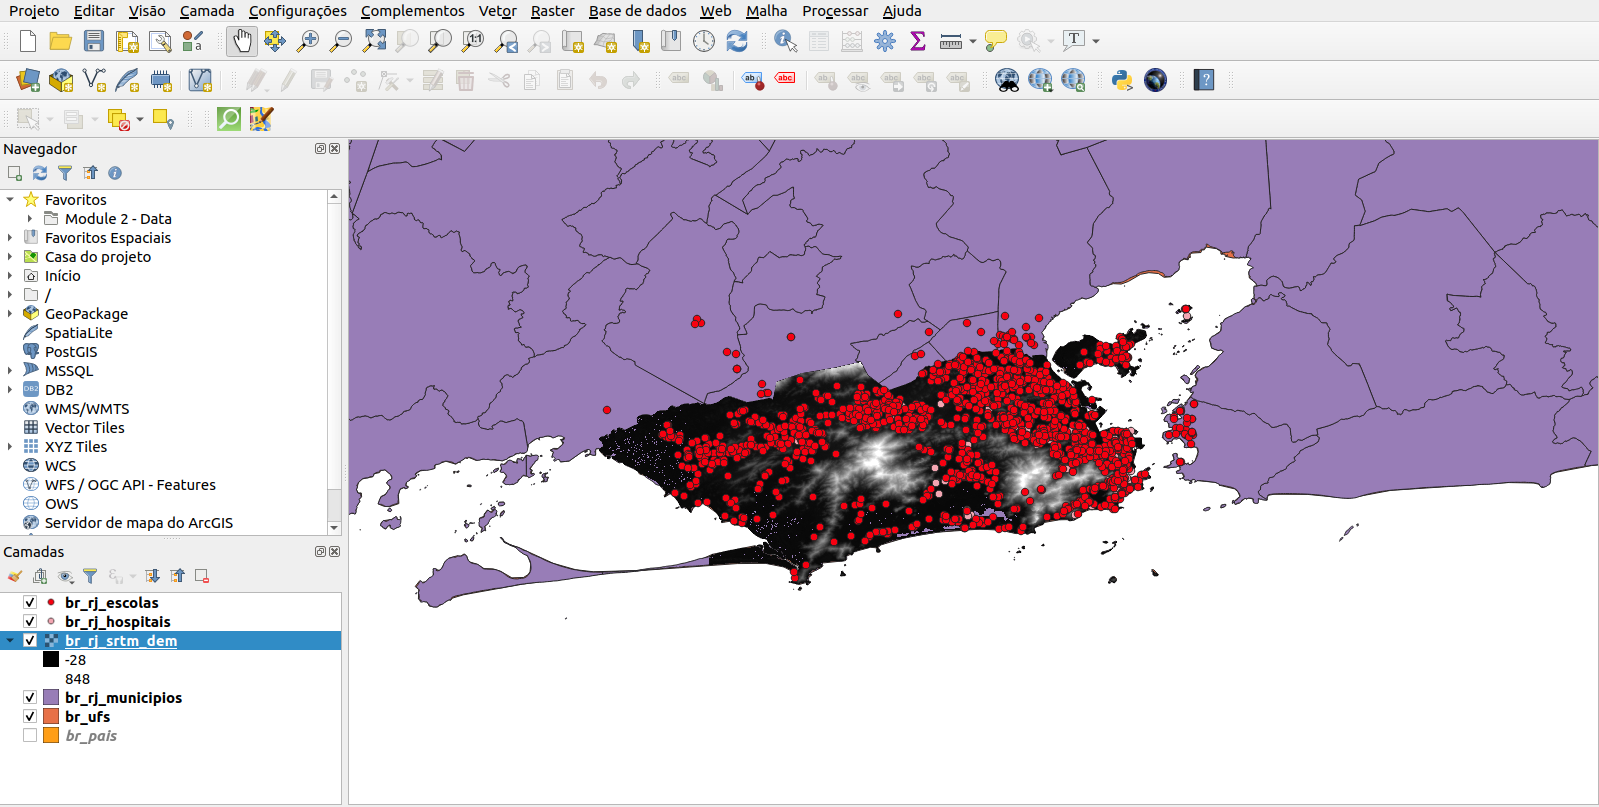 Projeto Editar Visão Camada Configurações Complementos Vetor Raster Base de dados Web Malha Processar Ajuda
Navegador
Favoritos
Module 2 - Data
Favoritos Espaciais
Casa do projeto
Início
/
GeoPackage
SpatiaLite
PostGIS
MSSQL
DB2
WMS/WMTS
Vector Tiles
XYZ Tiles
WCS
WFS / OGC API - Features
OWS
Servidor de mapa do ArcGIS
Camadas
br_rj_escolas
br_rj_hospitais
br_rj_srtm_dem
-28
848
br_rj_municipios
br_ufs
br_pais